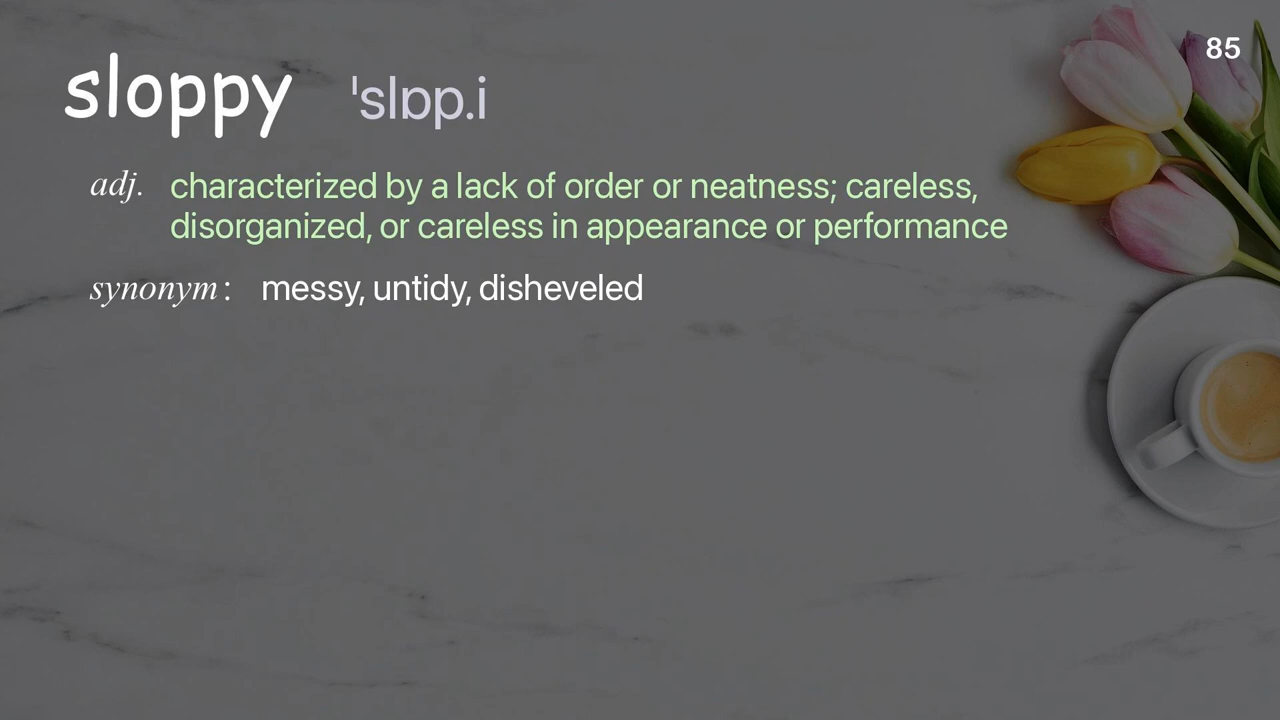 85
sloppy ˈslɒp.i
adj. characterized by a lack of order or neatness; careless,
disorganized, or careless in appearance or performance
synonym : messy, untidy, disheveled